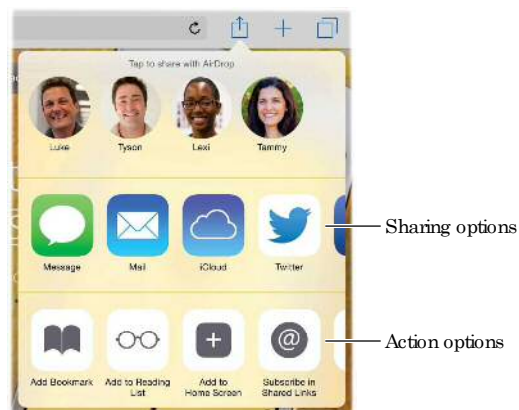 Tap to share with AirDrop
Luke Tyson Lexi Tammy
Sharing options
Message Mail iCloud Twitter
Action options
@
Add Bookmark Add to Reading List Add to Home Screen Subscribe in Shared Links